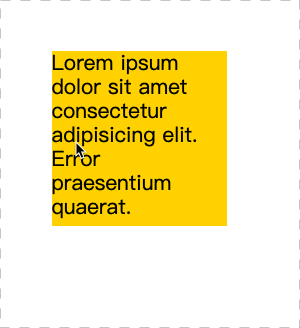 Lorem ipsum
dolor sit amet
consectetur
adipisicing elit.
Error
praesentium
quaerat.